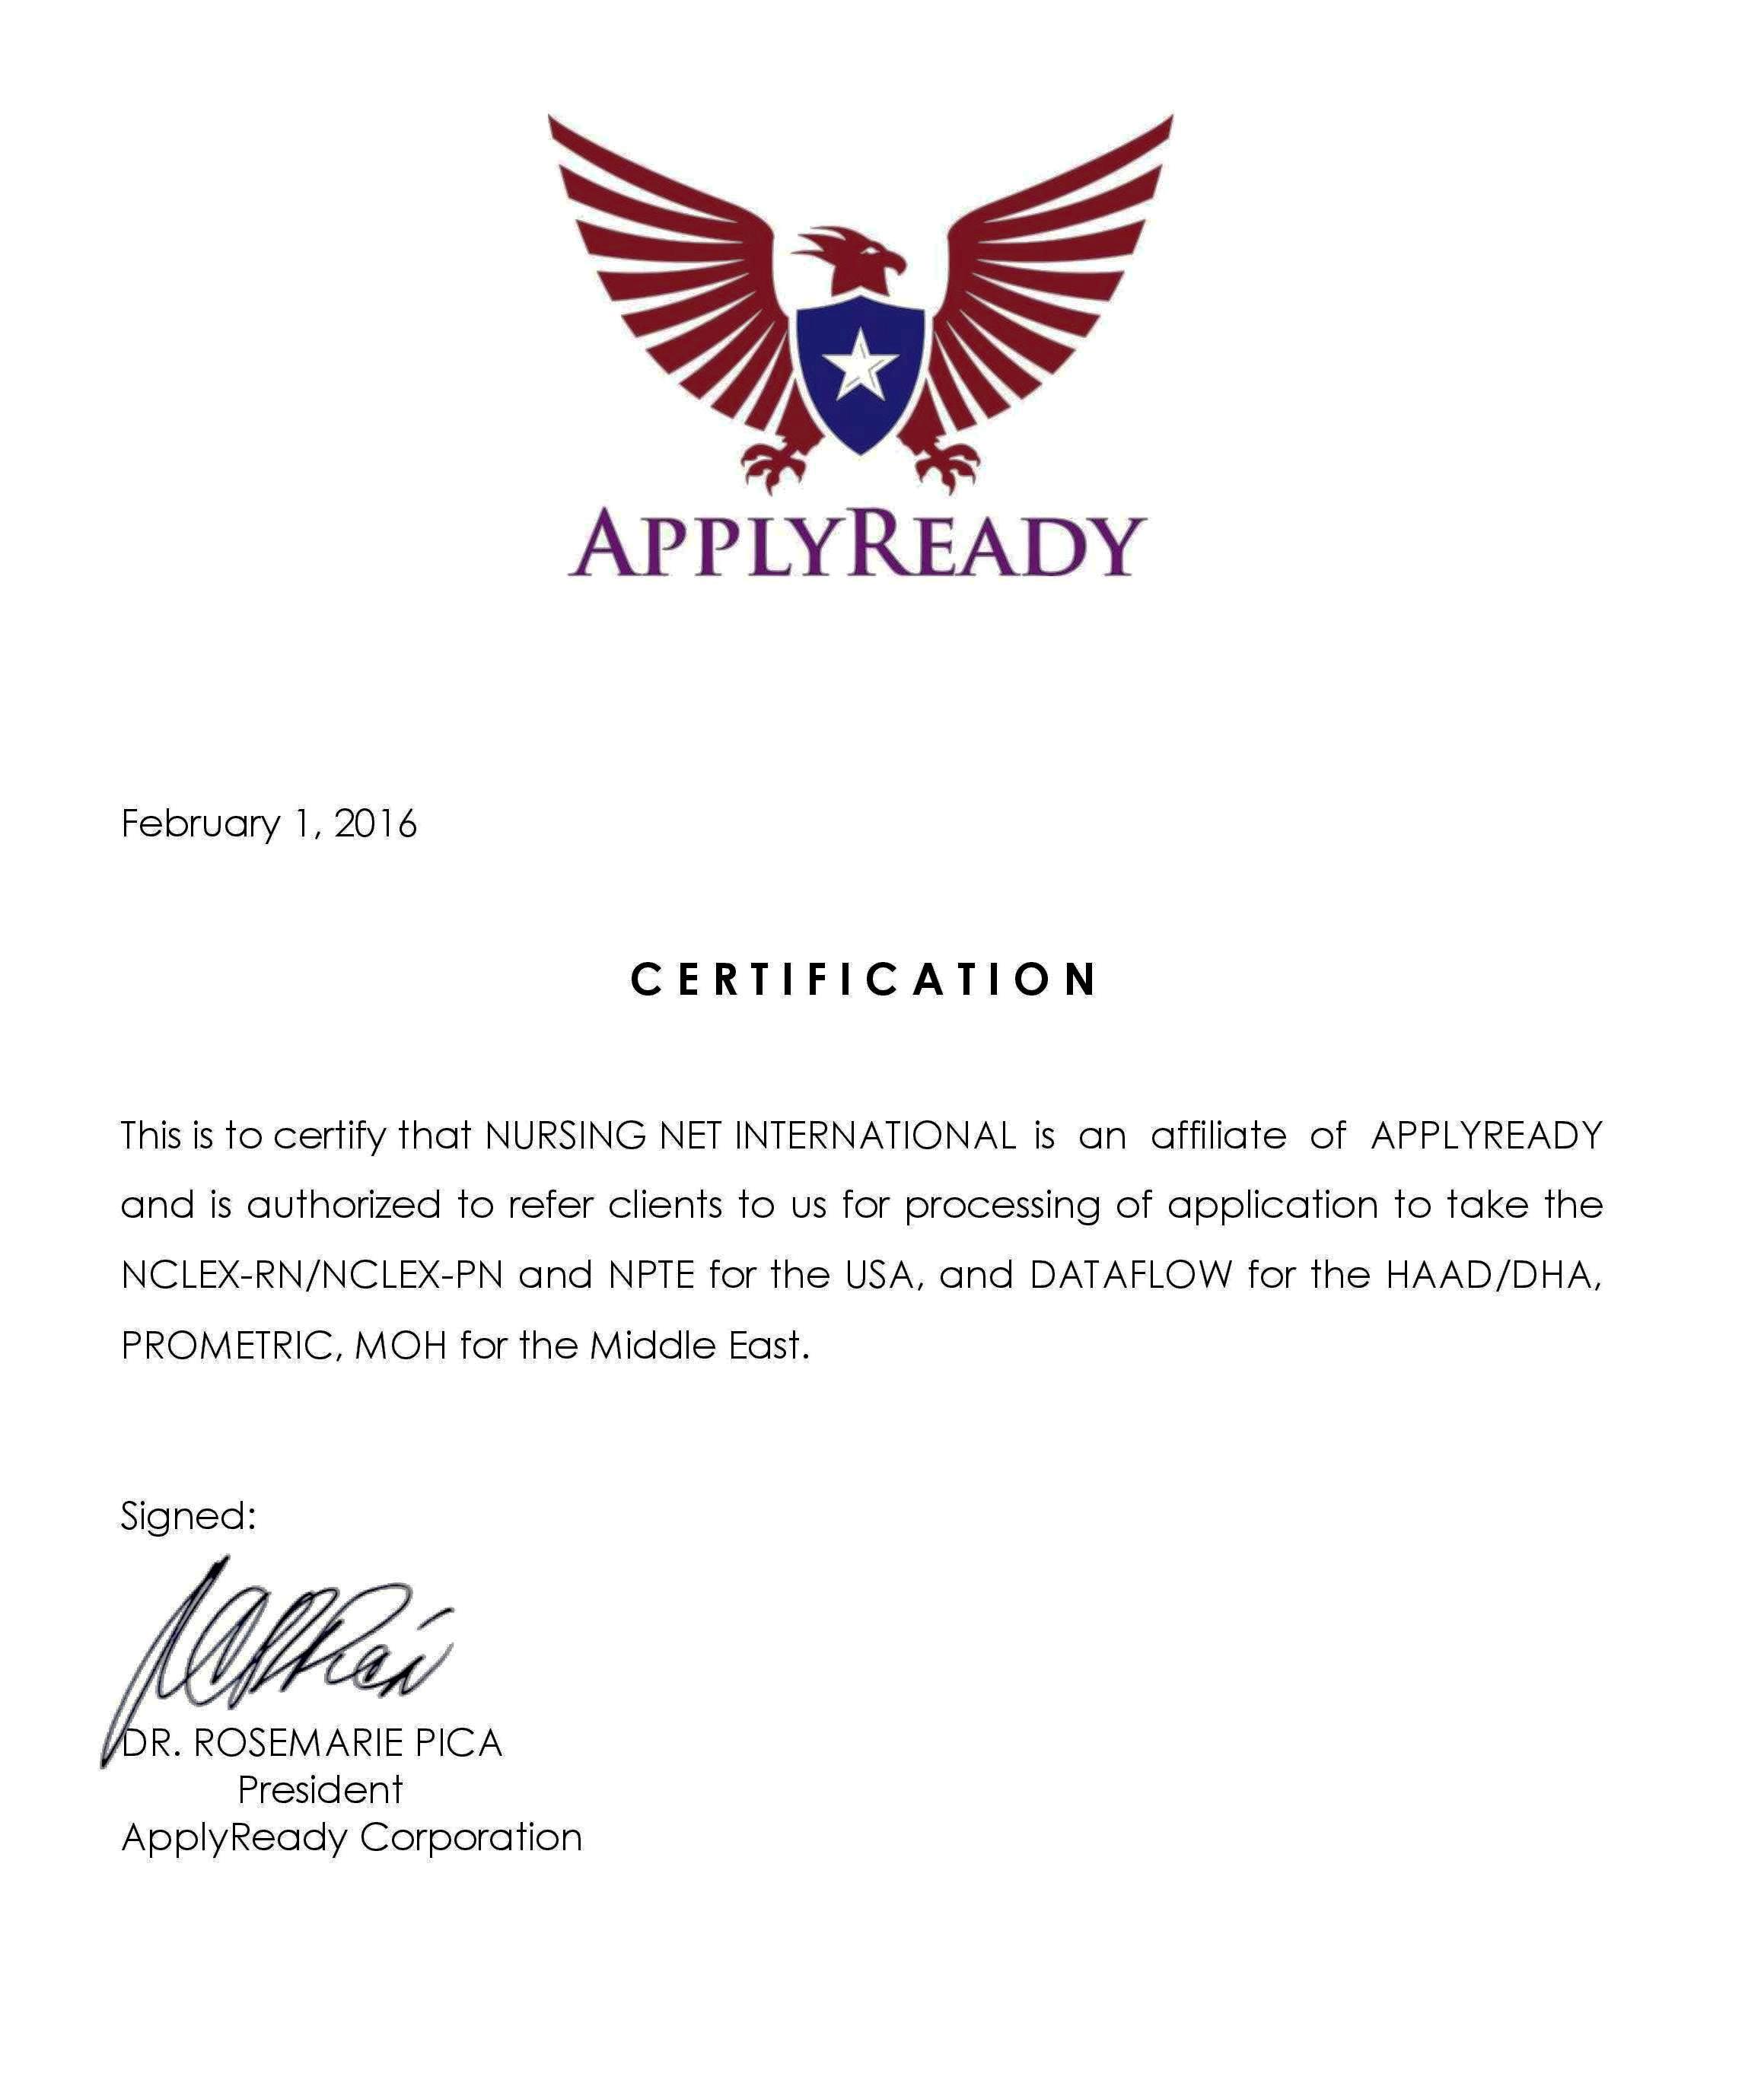 APPLYREADY
February 1, 2016
CERTIFICATION
This is to certify that NURSING NET INTERNATIONAL is an affiliate of APPLYREADY
and is authorized to refer clients to us for processing of application to take the
NCLEX-RN/NCLEX-PN and NPTE for the USA, and DATAFLOW for the HAAD/DHA,
PROMETRIC, MOH for the Middle East.
Signed:
DR. ROSEMARIE PICA
President
ApplyReady Corporation